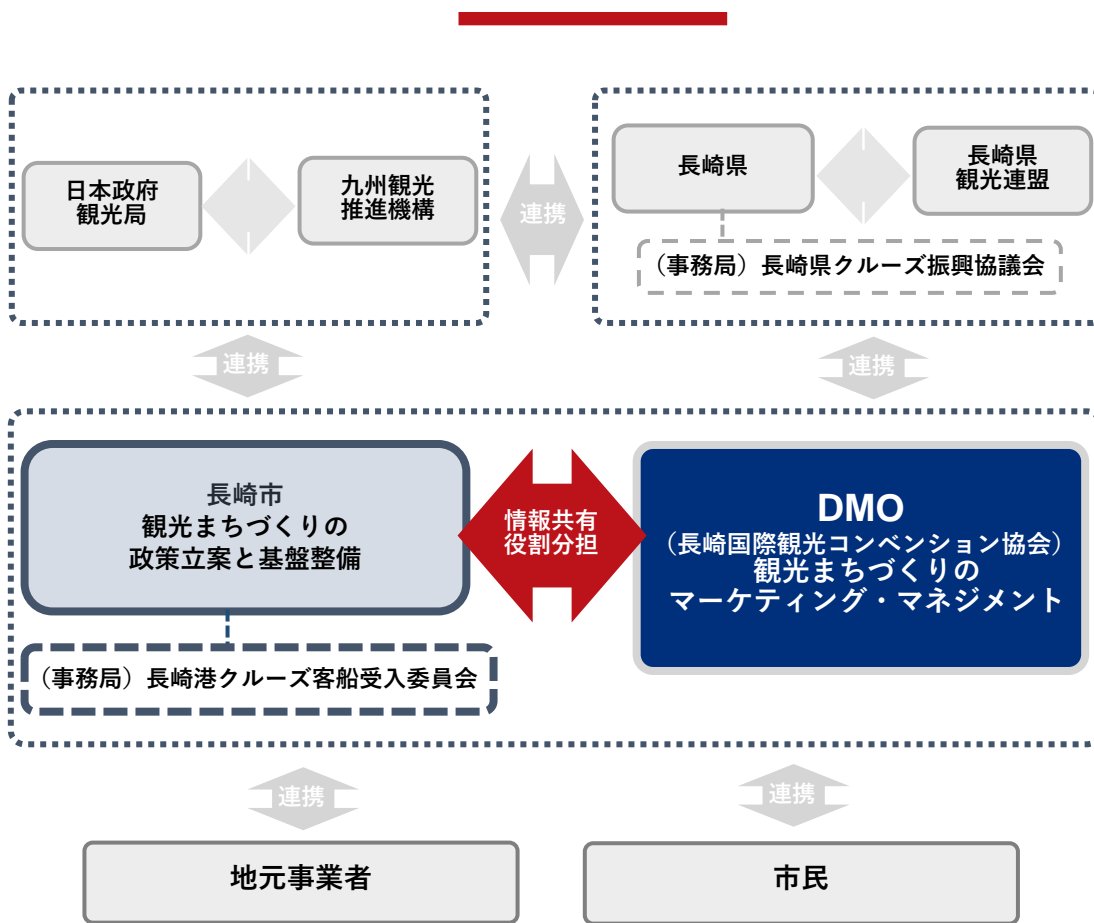 日本政府
観光局
九州観光
推進機構
連携
長崎県
長崎県
観光連盟
（事務局）長崎県クルーズ振興協議会
連携
連携
長崎市
観光まちづくりの
政策立案と基盤整備
情報共有
役割分担
DMO
（長崎国際観光コンベンション協会）
観光まちづくりの
マーケティング・マネジメント
（事務局）長崎港クルーズ客船受入委員会
連携
連携
地元事業者
市民